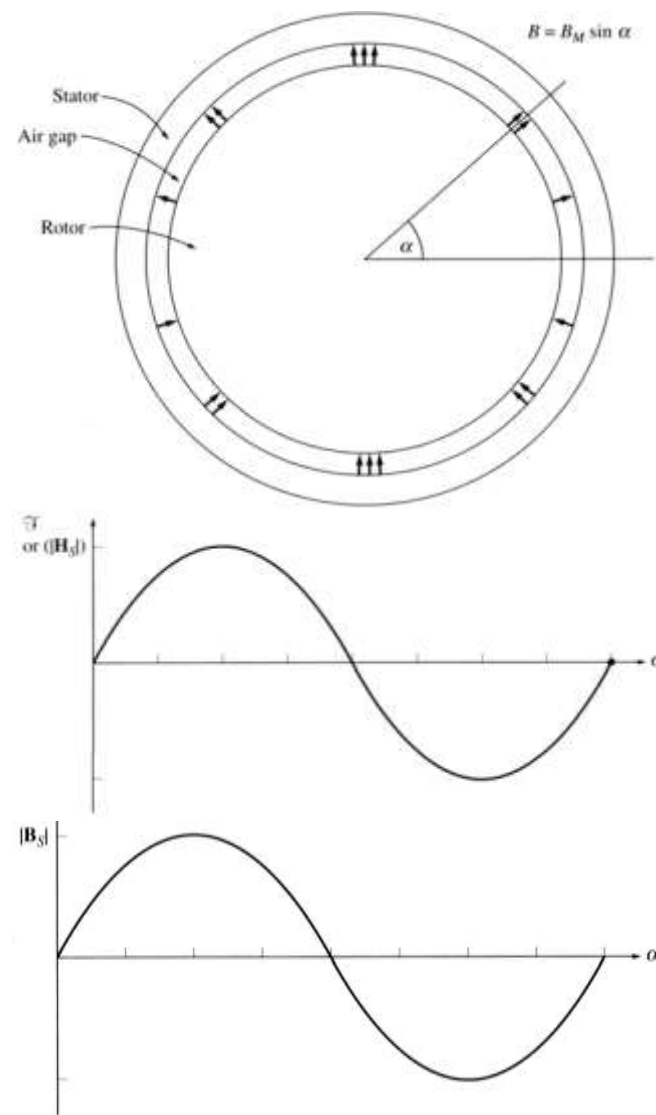 B = B_M sin α
Stator
Air gap
Rotor
α
ℱ
or (|H_S|)
α
|B_S|
α